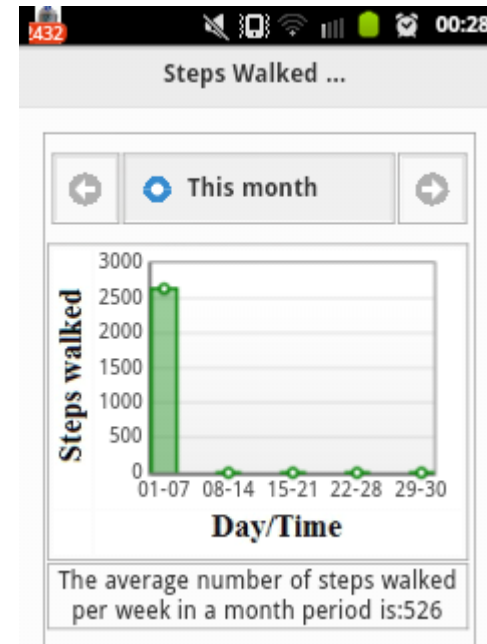 2432
00:28
Steps Walked ...
This month
3000
2500
2000
1500
1000
500
0
Steps walked
01-07 08-14 15-21 22-28 29-30
Day/Time
The average number of steps walked
per week in a month period is:526